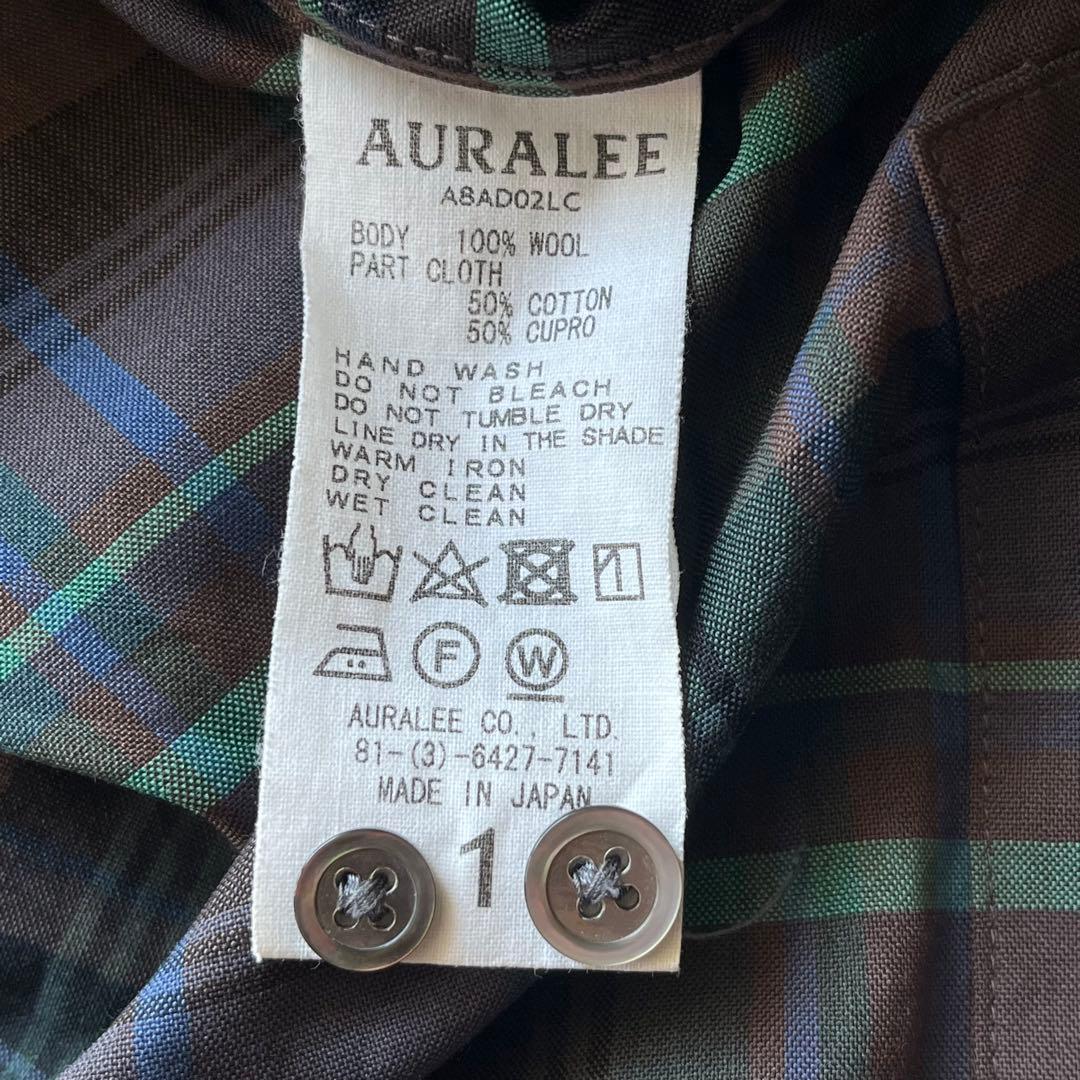 AURALEE
A8AD02LC
BODY 100% WOOL
PART CLOTH
50% COTTON
50% CUPRO
HAND WASH
DO NOT BLEACH
DO NOT TUMBLE DRY
LINE DRY IN THE SHADE
WARM IRON
DRY CLEAN
WET CLEAN
F W
AURALEE CO., LTD.
81-(3)-6427-7141
MADE IN JAPAN
1